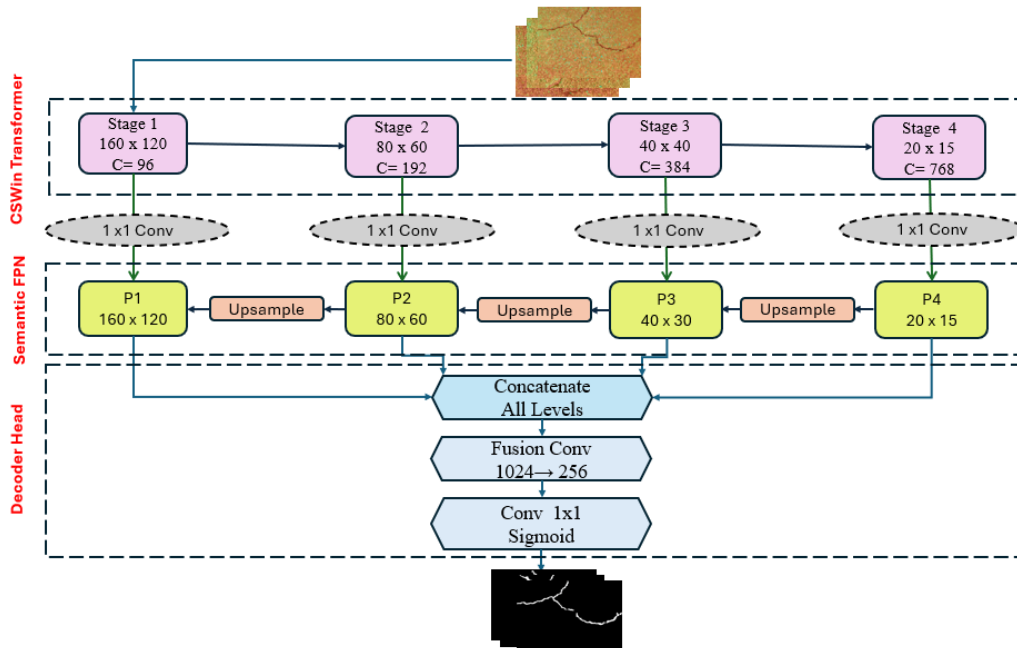 CSWin Transformer
Stage 1
160 x 120
C= 96
Stage 2
80 x 60
C= 192
Stage 3
40 x 40
C= 384
Stage 4
20 x 15
C= 768
1 x1 Conv
1 x1 Conv
1 x1 Conv
1 x1 Conv
Semantic FPN
P1
160 x 120
Upsample
P2
80 x 60
Upsample
P3
40 x 30
Upsample
P4
20 x 15
Decoder Head
Concatenate
All Levels
Fusion Conv
1024→ 256
Conv 1x1
Sigmoid